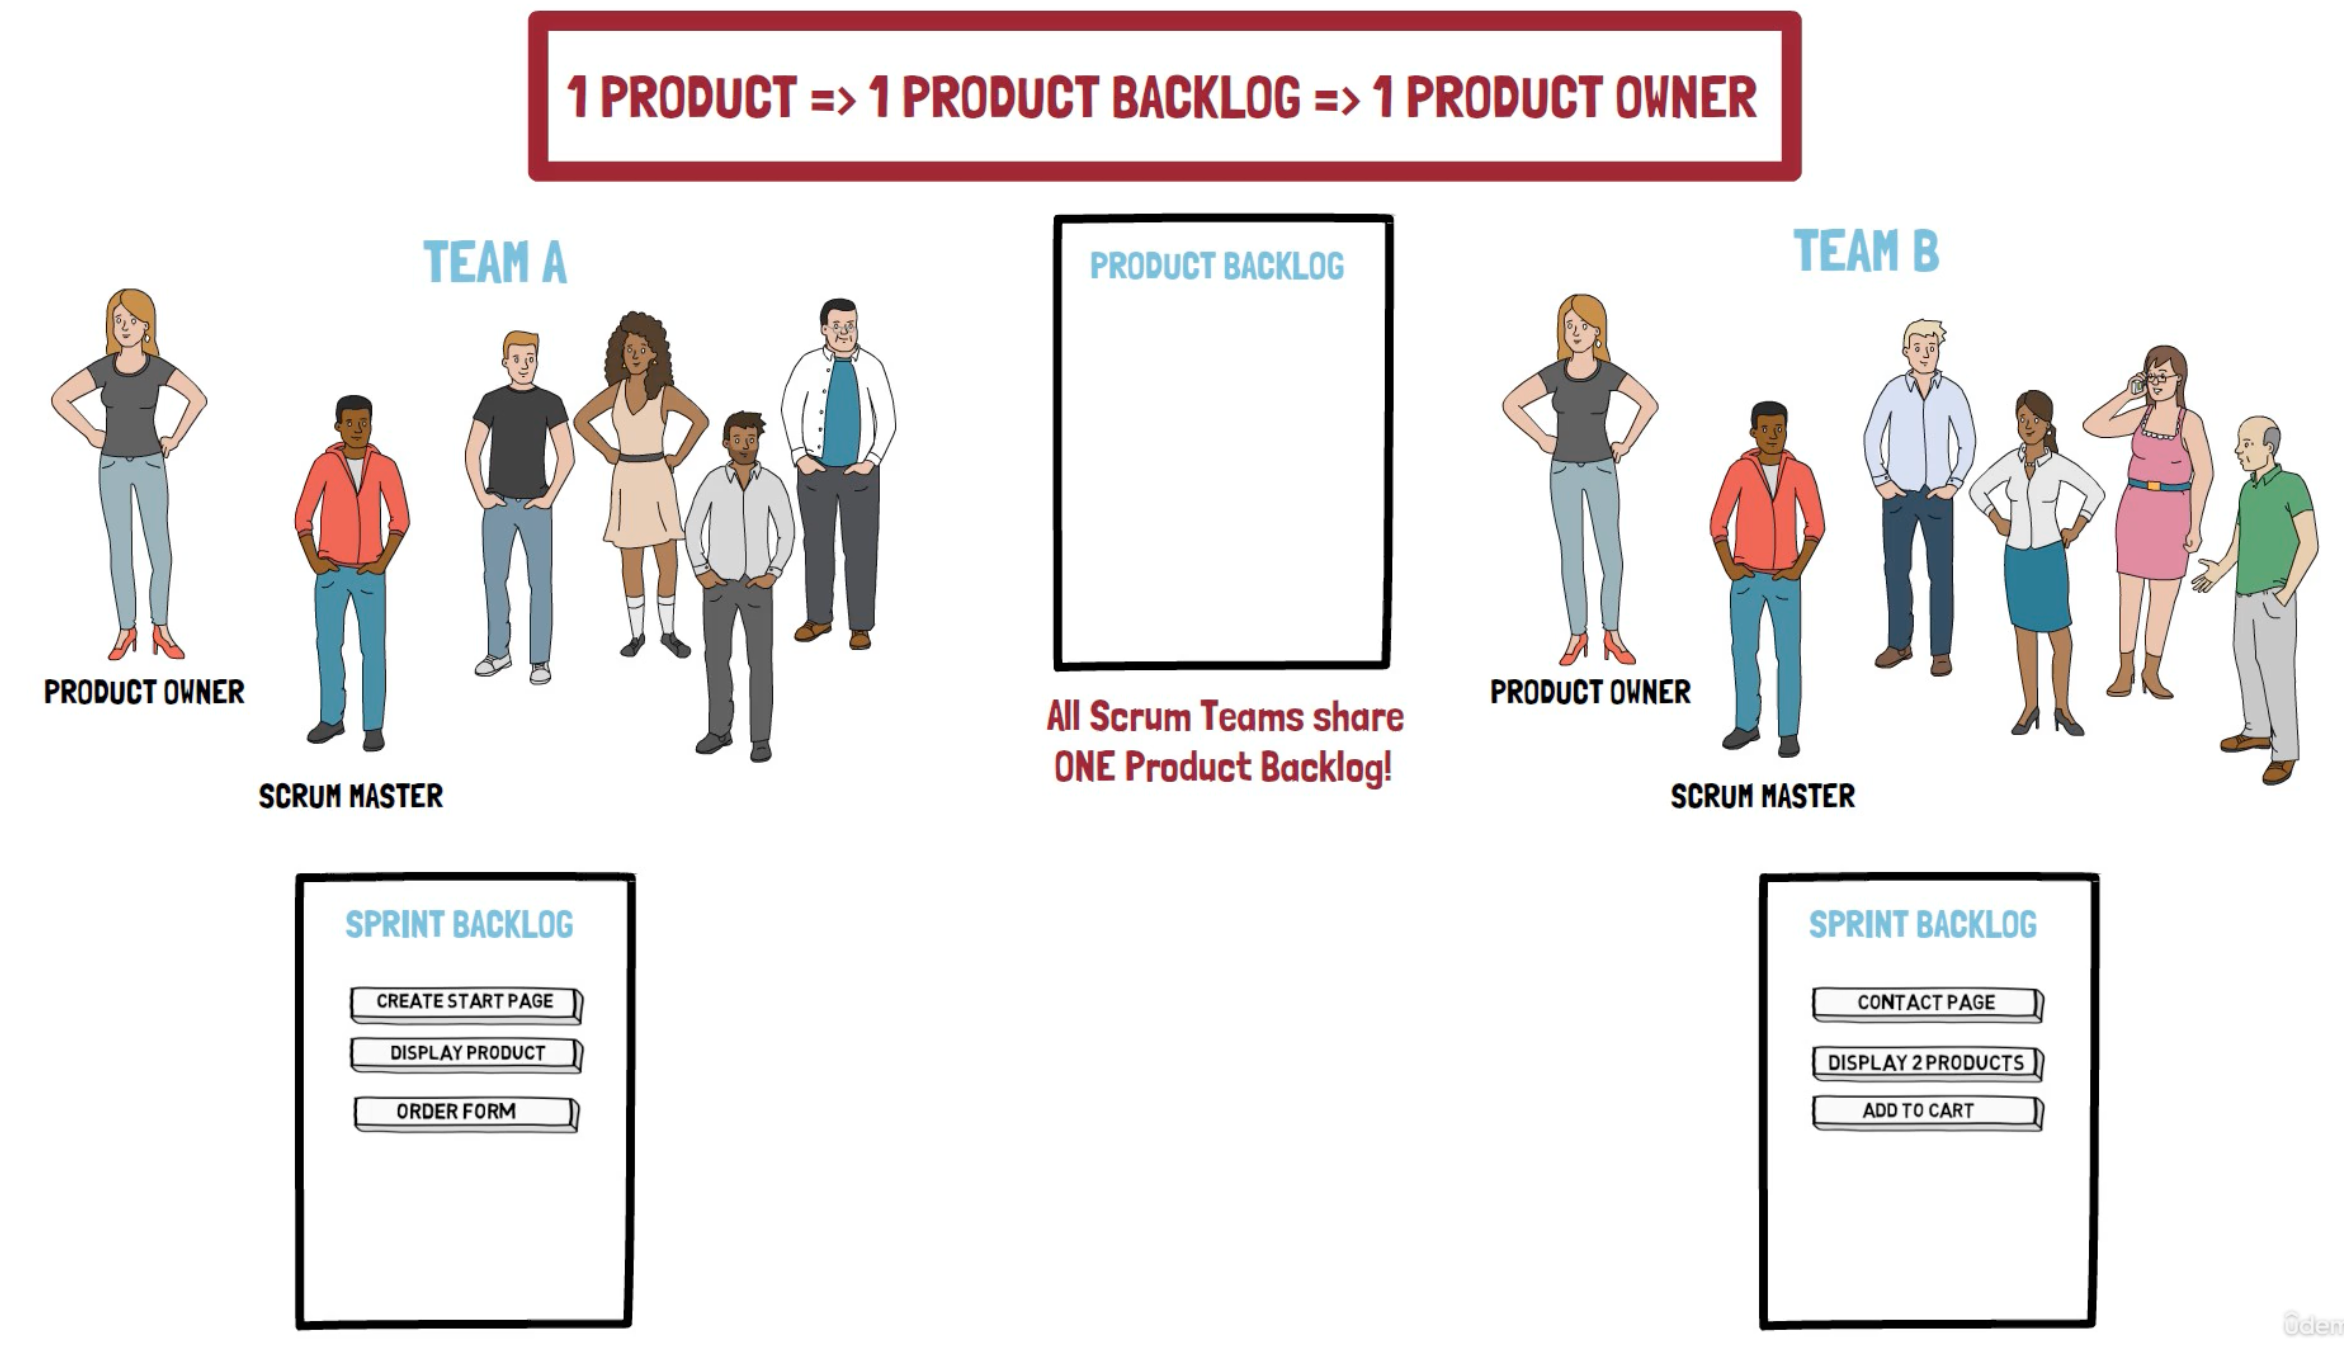 1 PRODUCT => 1 PRODUCT BACKLOG => 1 PRODUCT OWNER
TEAM A
PRODUCT OWNER
SCRUM MASTER
PRODUCT BACKLOG
All Scrum Teams share
ONE Product Backlog!
TEAM B
PRODUCT OWNER
SCRUM MASTER
SPRINT BACKLOG
CREATE START PAGE
DISPLAY PRODUCT
ORDER FORM
SPRINT BACKLOG
CONTACT PAGE
DISPLAY 2 PRODUCTS
ADD TO CART